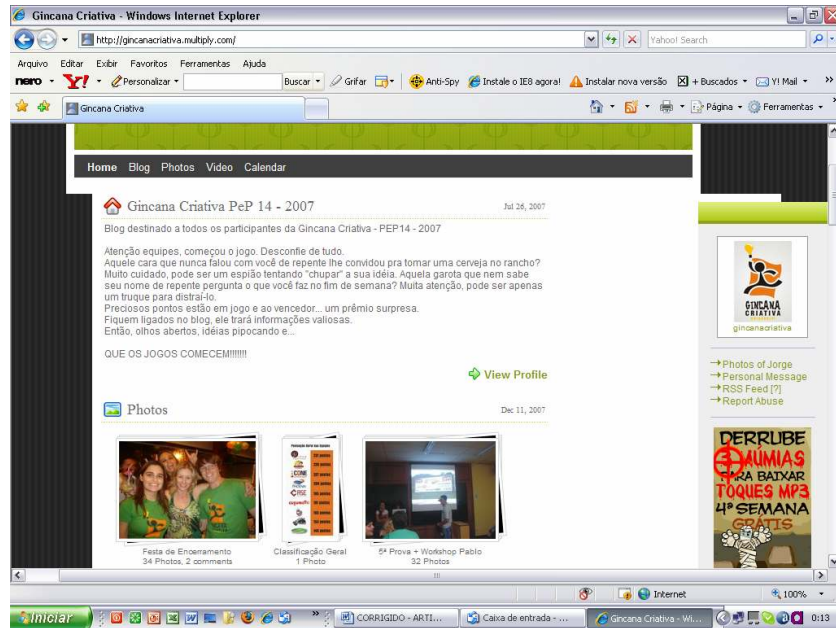 Gincana Criativa - Windows Internet Explorer
http://gincanacriativa.multiply.com/
Yahoo! Search
Arquivo Editar Exibir Favoritos Ferramentas Ajuda
nero Y! Personalizar Buscar Grifar Anti-Spy Instale o IE8 agora! Instalar nova versão + Buscados Y! Mail
Gincana Criativa Página Ferramentas
Home Blog Photos Video Calendar
Gincana Criativa PeP 14 - 2007
Jul 26, 2007
Blog destinado a todos os participantes da Gincana Criativa - PEP14 - 2007
Atenção equipes, começou o jogo. Desconfie de tudo.
Aquele cara que nunca falou com você de repente lhe convidou pra tomar uma cerveja no rancho?
Muito cuidado, pode ser um espião tentando "chupar" a sua idéia. Aquela garota que nem sabe
seu nome de repente pergunta o que você faz no fim de semana? Muita atenção, pode ser apenas
um truque para distraí-lo.
Preciosos pontos estão em jogo e ao vencedor... um prêmio surpresa.
Fiquem ligados no blog, ele trará informações valiosas.
Então, olhos abertos, idéias pipocando e...
QUE OS JOGOS COMECEM!!!!!!!
View Profile
Photos
Dec 11, 2007
Festa de Encerramento
34 Photos, 2 comments
Classificação Geral
1 Photo
5ª Prova + Workshop Pablo
32 Photos
GINCANA
CRIATIVA
gincanacriativa
Photos of Jorge
Personal Message
RSS Feed [?]
Report Abuse
DERRUBE
3 MÚMIAS
PARA BAIXAR
TOQUES MP3
4ª SEMANA
GRÁTIS
Internet
100%
Iniciar
CORRIGIDO - ARTI...
Caixa de entrada - ...
Gincana Criativa - Wi...
0:13